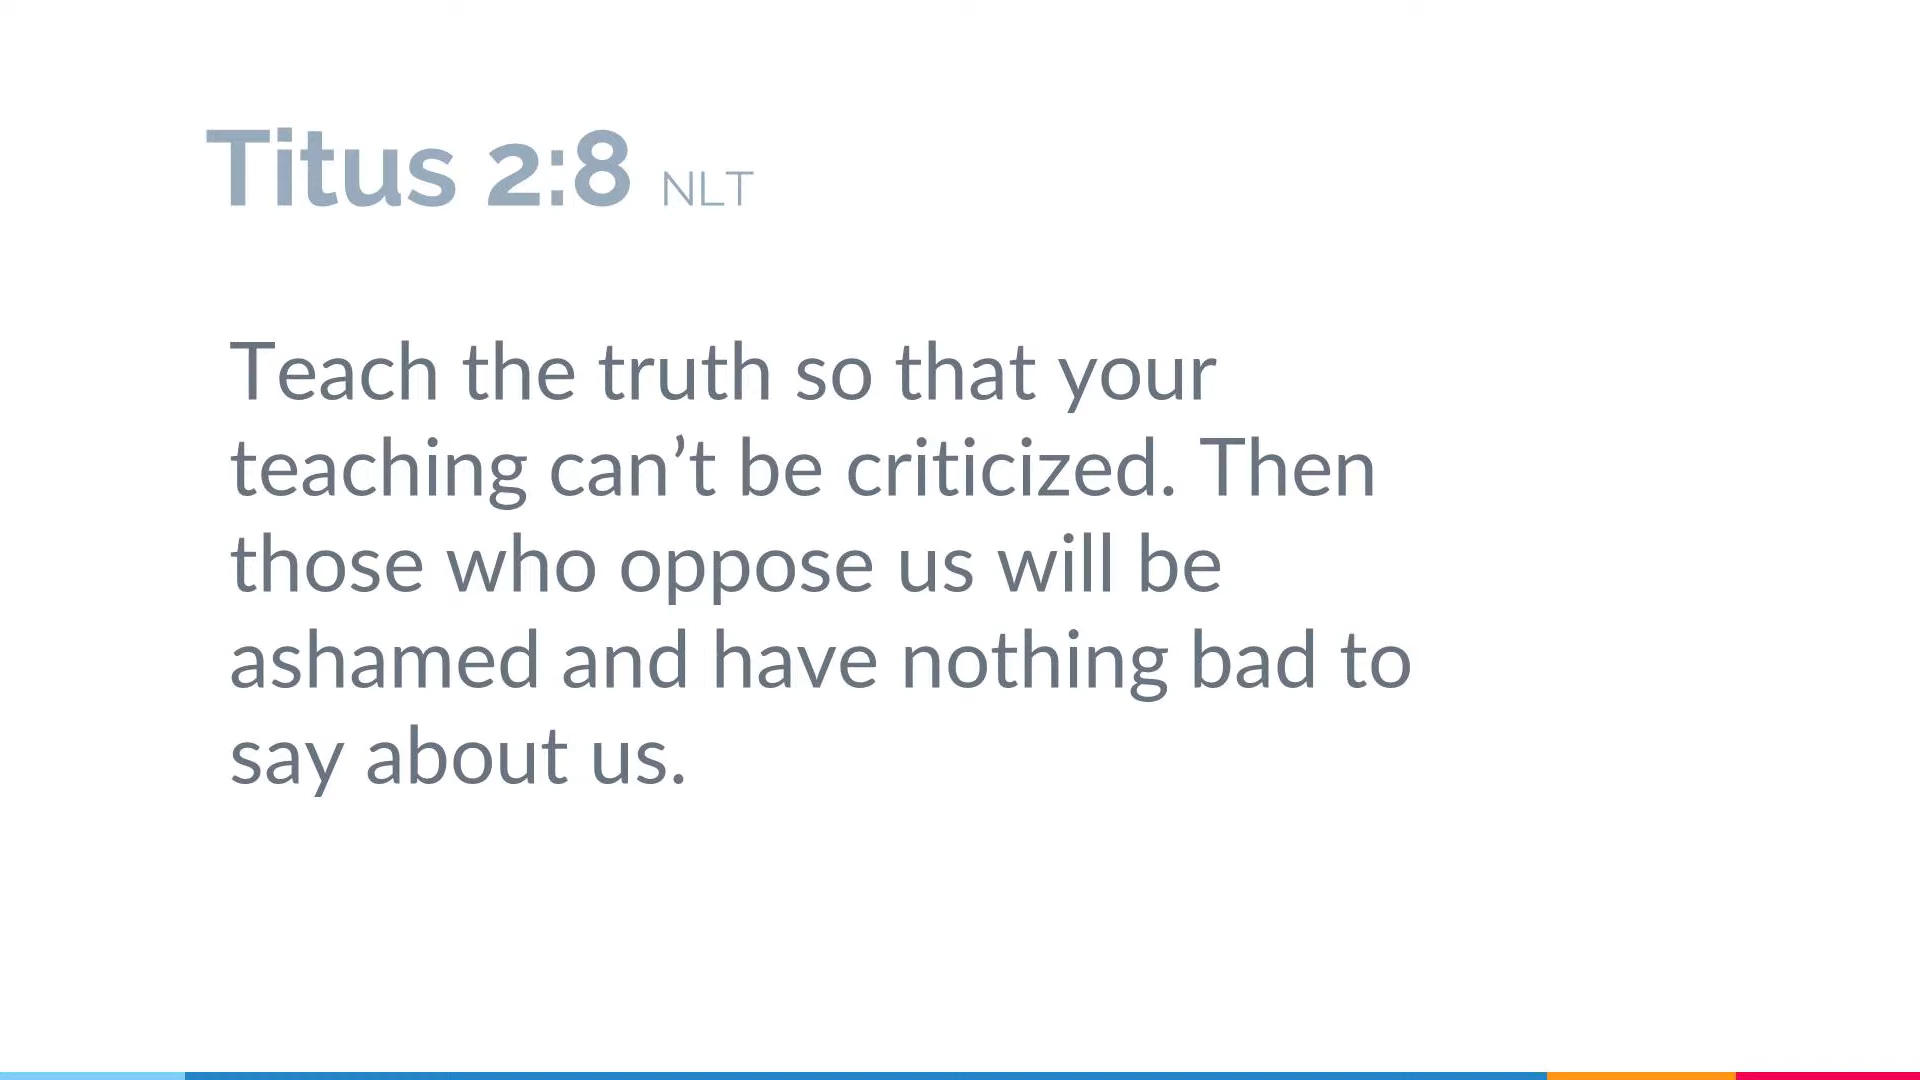 Titus 2:8 NLT
Teach the truth so that your
teaching can’t be criticized. Then
those who oppose us will be
ashamed and have nothing bad to
say about us.